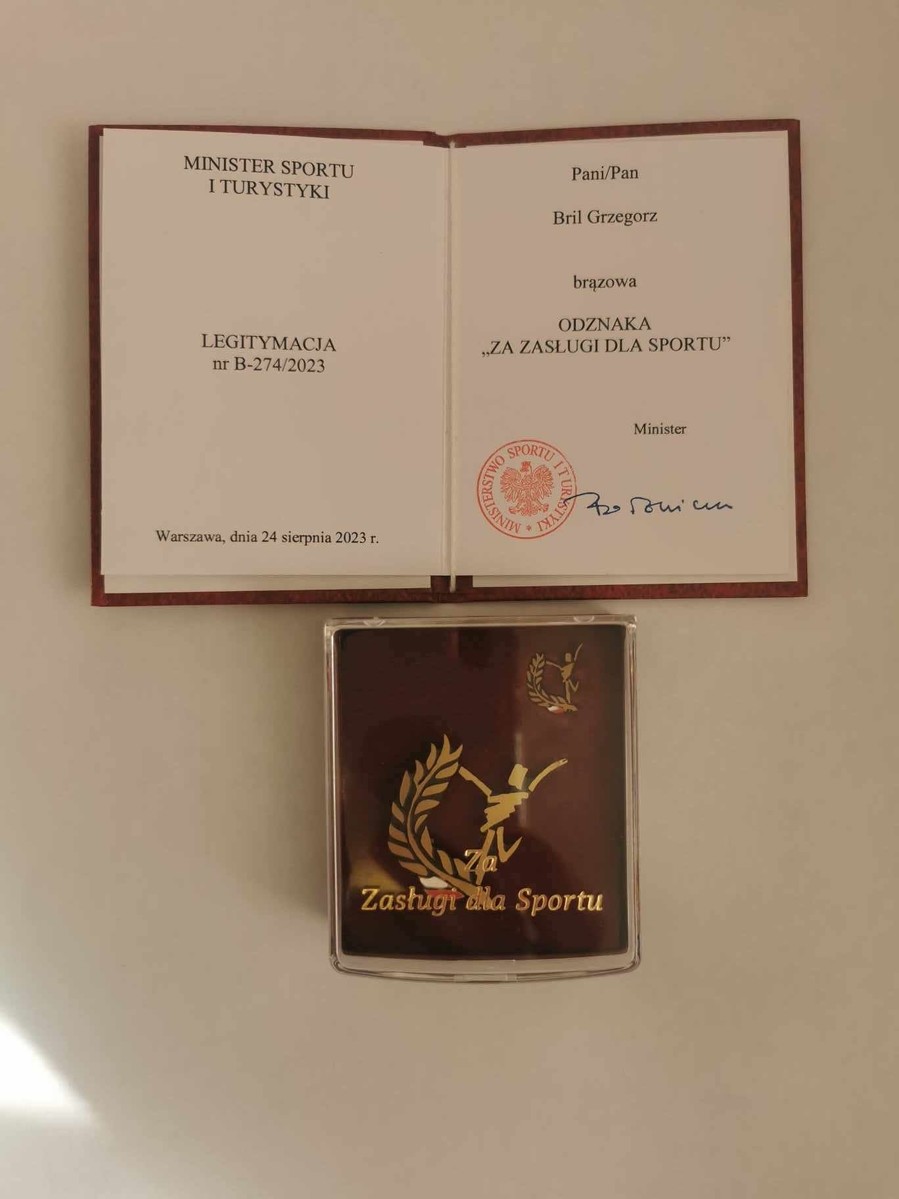 MINISTER SPORTU
I TURYSTYKI
LEGITYMACJA
nr B-274/2023
Warszawa, dnia 24 sierpnia 2023 r.
Pani/Pan
Bril Grzegorz
brązowa
ODZNAKA
„ZA ZASŁUGI DLA SPORTU”
Minister
MINISTERSTWO SPORTU I TURYSTYKI *
Za
Zasługi dla Sportu